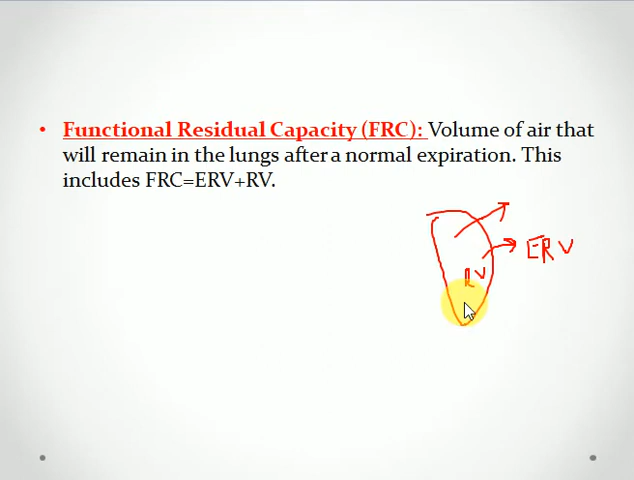 • Functional Residual Capacity (FRC): Volume of air that
will remain in the lungs after a normal expiration. This
includes FRC=ERV+RV.
ERV
RV